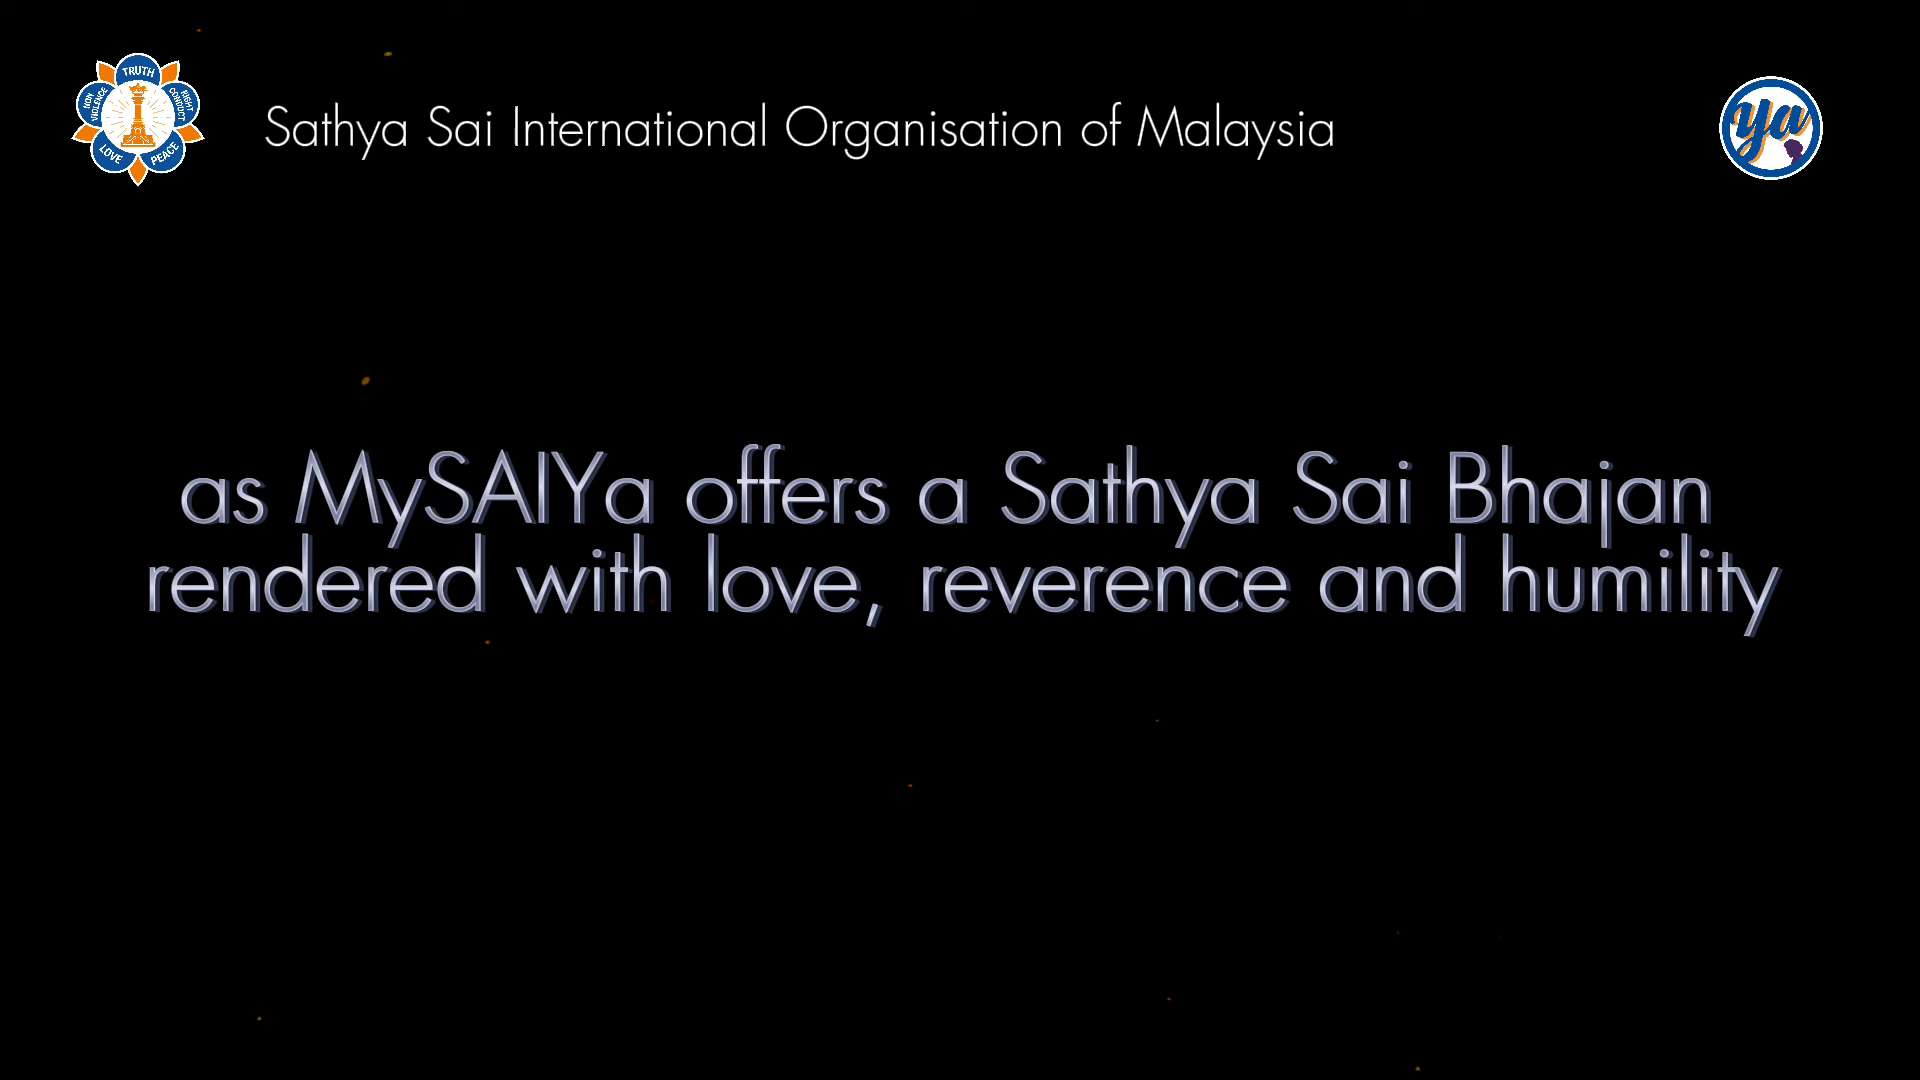 TRUTH
NON VIOLENCE
RIGHT CONDUCT
LOVE
PEACE
Sathya Sai International Organisation of Malaysia
ya
as MySAIYa offers a Sathya Sai Bhajan
rendered with love, reverence and humility